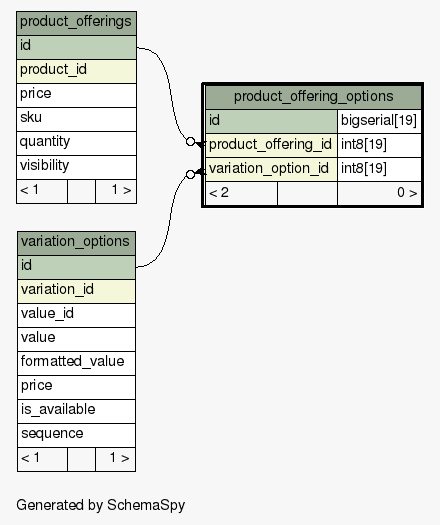 product_offerings
id
product_id
price
sku
quantity
visibility
< 1 1 >
product_offering_options
id bigserial[19]
product_offering_id int8[19]
variation_option_id int8[19]
< 2 0 >
variation_options
id
variation_id
value_id
value
formatted_value
price
is_available
sequence
< 1 1 >
Generated by SchemaSpy